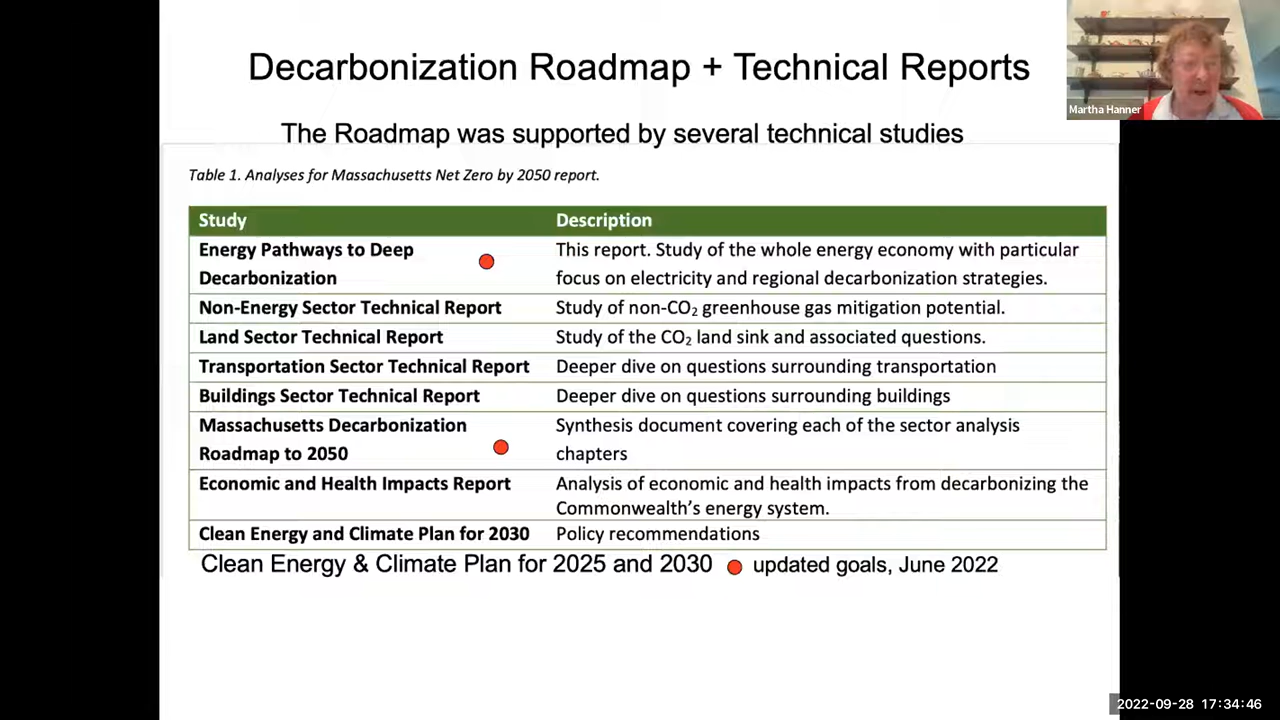 Decarbonization Roadmap + Technical Reports
Martha Hanner
The Roadmap was supported by several technical studies
Table 1. Analyses for Massachusetts Net Zero by 2050 report.
Study Description
Energy Pathways to Deep Decarbonization
This report. Study of the whole energy economy with particular focus on electricity and regional decarbonization strategies.
Non-Energy Sector Technical Report Study of non-CO₂ greenhouse gas mitigation potential.
Land Sector Technical Report Study of the CO₂ land sink and associated questions.
Transportation Sector Technical Report Deeper dive on questions surrounding transportation
Buildings Sector Technical Report Deeper dive on questions surrounding buildings
Massachusetts Decarbonization Roadmap to 2050
Synthesis document covering each of the sector analysis chapters
Economic and Health Impacts Report
Analysis of economic and health impacts from decarbonizing the Commonwealth’s energy system.
Clean Energy and Climate Plan for 2030 Policy recommendations
Clean Energy & Climate Plan for 2025 and 2030 updated goals, June 2022
2022-09-28 17:34:46